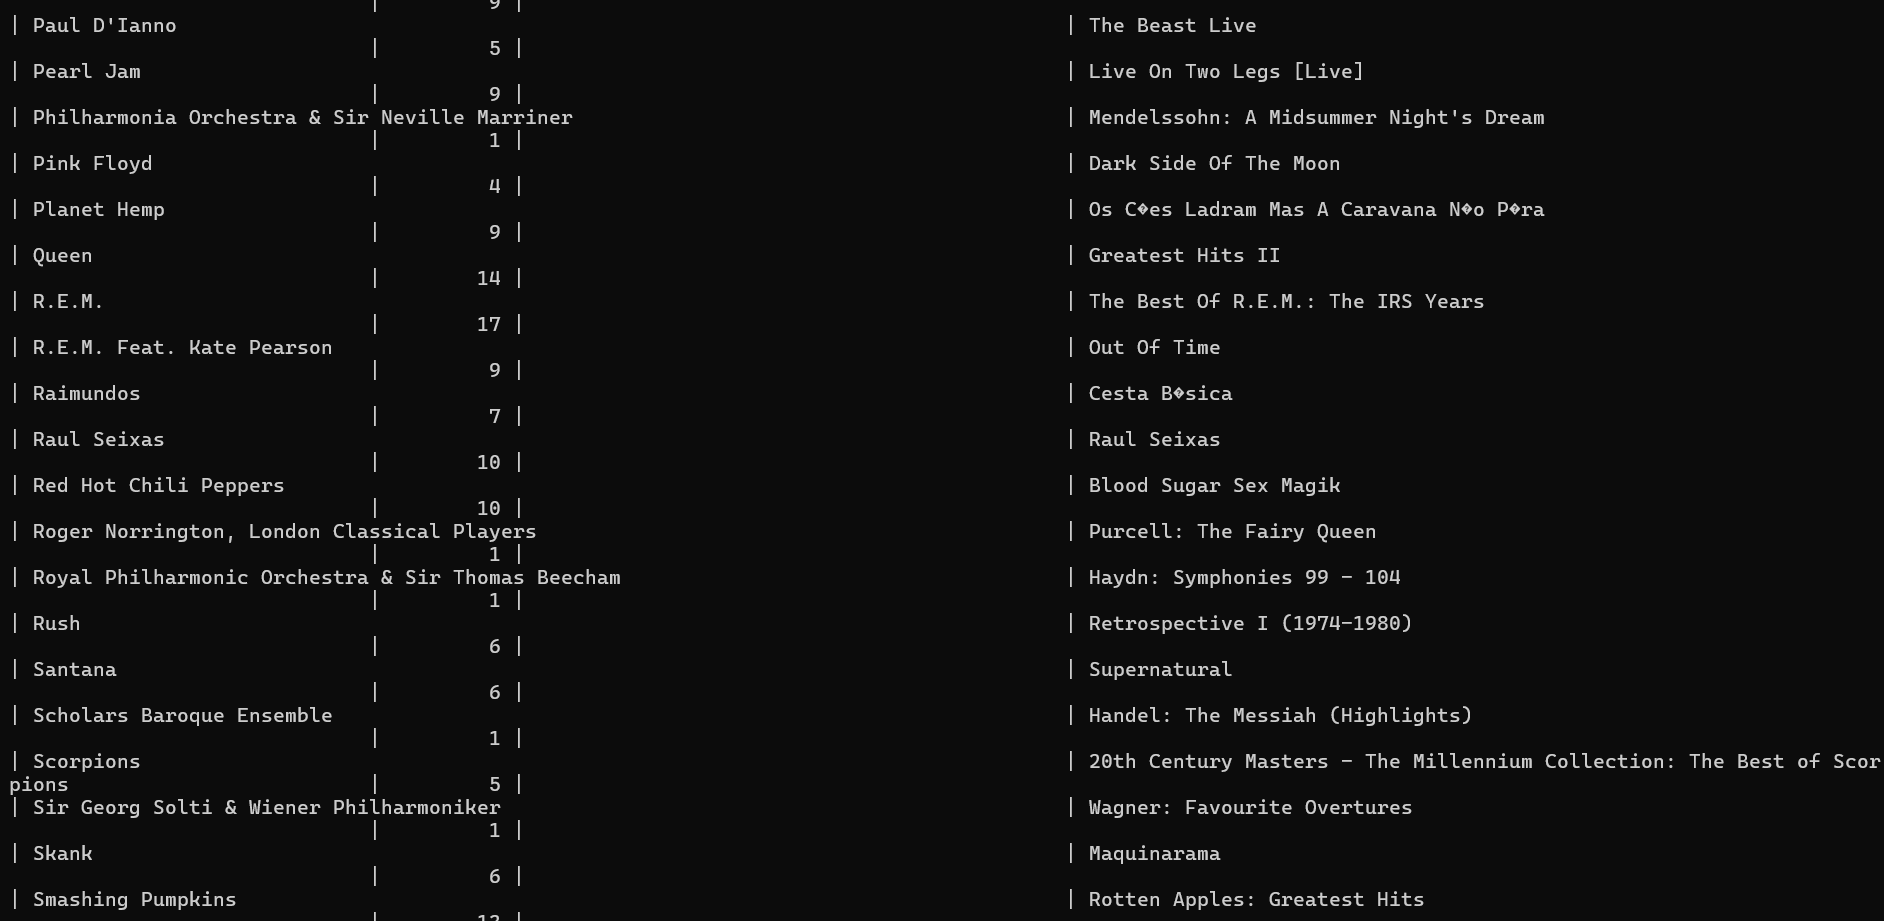 | 9 |
| Paul D'Ianno | The Beast Live
| 5 |
| Pearl Jam | Live On Two Legs [Live]
| 9 |
| Philharmonia Orchestra & Sir Neville Marriner | Mendelssohn: A Midsummer Night's Dream
| 1 |
| Pink Floyd | Dark Side Of The Moon
| 4 |
| Planet Hemp | Os C�es Ladram Mas A Caravana N�o P�ra
| 9 |
| Queen | Greatest Hits II
| 14 |
| R.E.M. | The Best Of R.E.M.: The IRS Years
| 17 |
| R.E.M. Feat. Kate Pearson | Out Of Time
| 9 |
| Raimundos | Cesta B�sica
| 7 |
| Raul Seixas | Raul Seixas
| 10 |
| Red Hot Chili Peppers | Blood Sugar Sex Magik
| 10 |
| Roger Norrington, London Classical Players | Purcell: The Fairy Queen
| 1 |
| Royal Philharmonic Orchestra & Sir Thomas Beecham | Haydn: Symphonies 99 - 104
| 1 |
| Rush | Retrospective I (1974-1980)
| 6 |
| Santana | Supernatural
| 6 |
| Scholars Baroque Ensemble | Handel: The Messiah (Highlights)
| 1 |
| Scorpions | 20th Century Masters - The Millennium Collection: The Best of Scor
pions | 5 |
| Sir Georg Solti & Wiener Philharmoniker | Wagner: Favourite Overtures
| 1 |
| Skank | Maquinarama
| 6 |
| Smashing Pumpkins | Rotten Apples: Greatest Hits